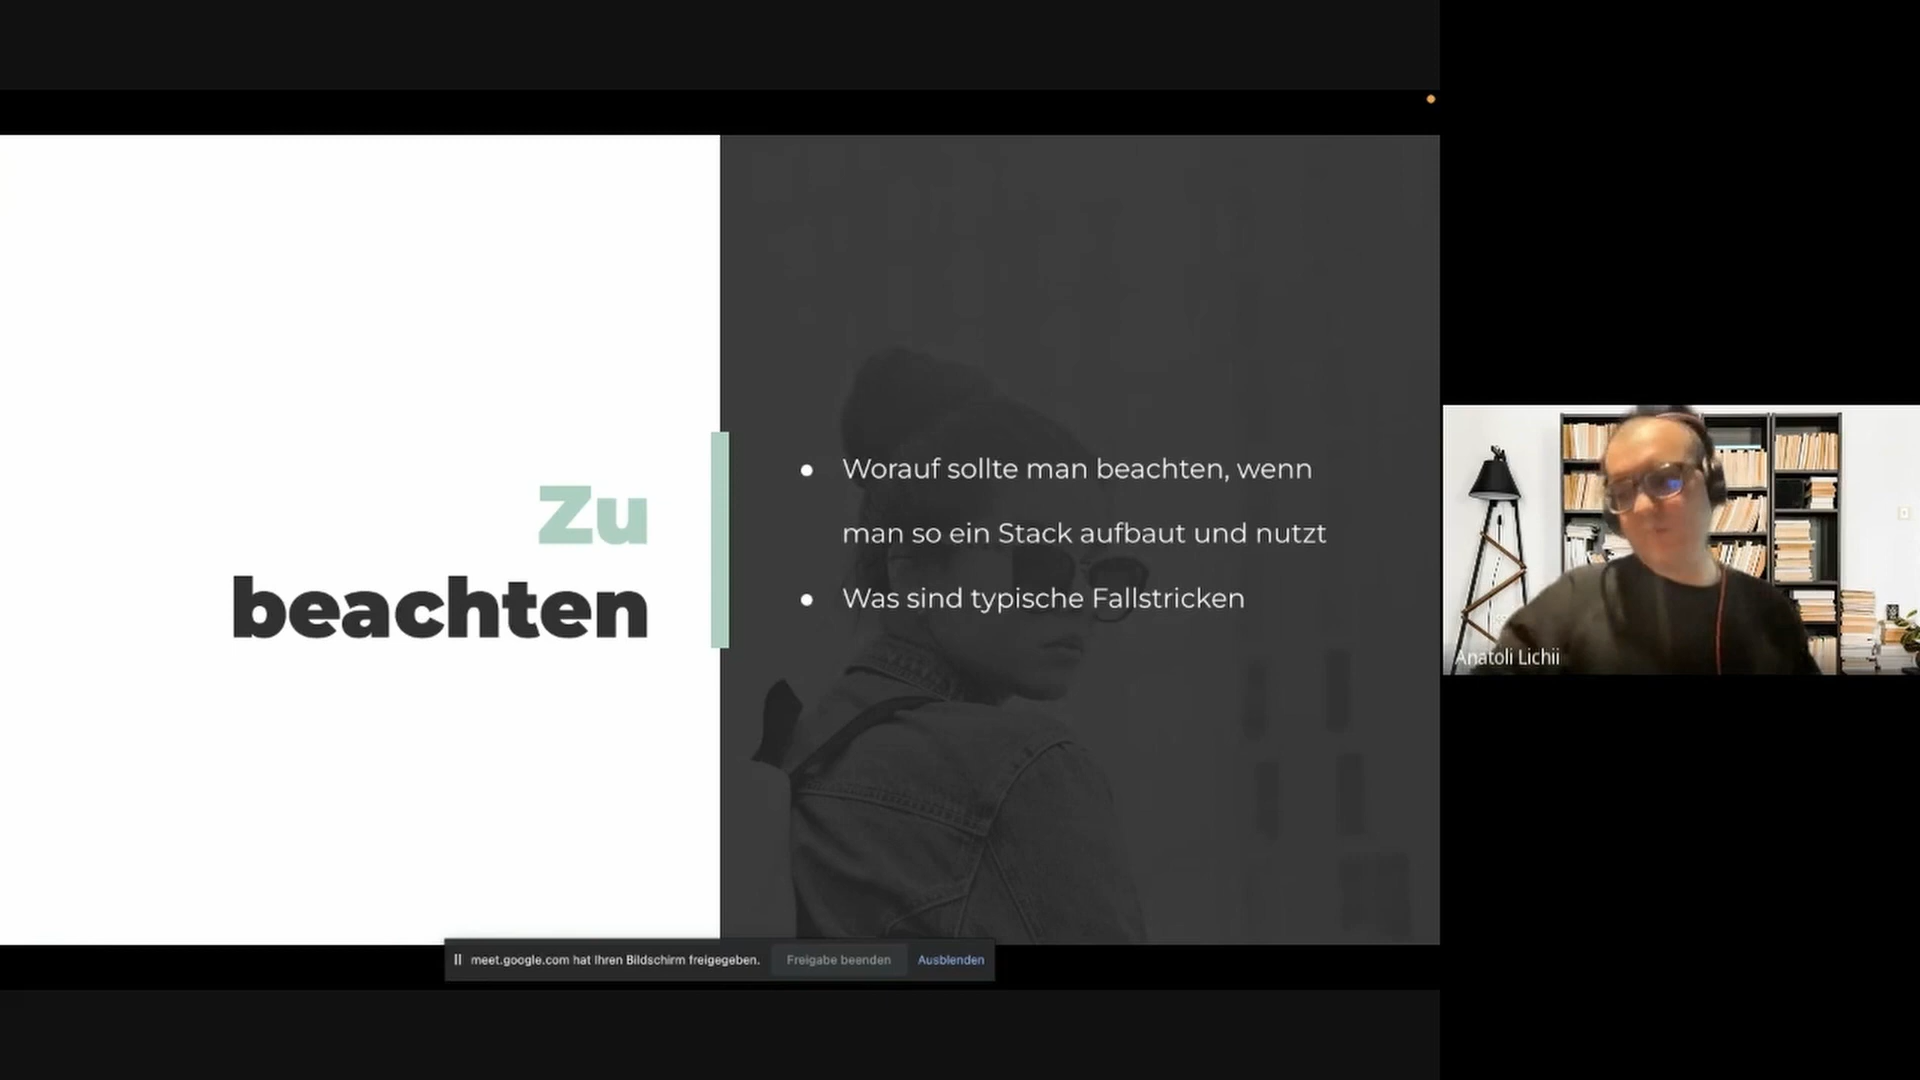 Zu
beachten
● Worauf sollte man beachten, wenn
man so ein Stack aufbaut und nutzt
● Was sind typische Fallstricken
Anatoli Lichii
meet.google.com hat Ihren Bildschirm freigegeben.
Freigabe beenden
Ausblenden